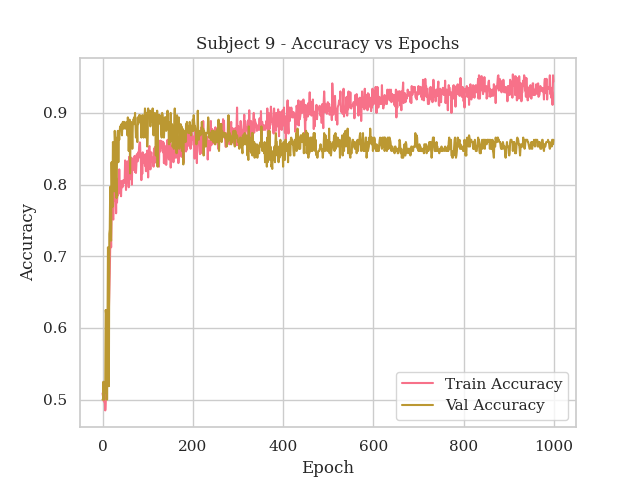 Subject 9 - Accuracy vs Epochs
Accuracy
0.9
0.8
0.7
0.6
0.5
Train Accuracy
Val Accuracy
0 200 400 600 800 1000
Epoch